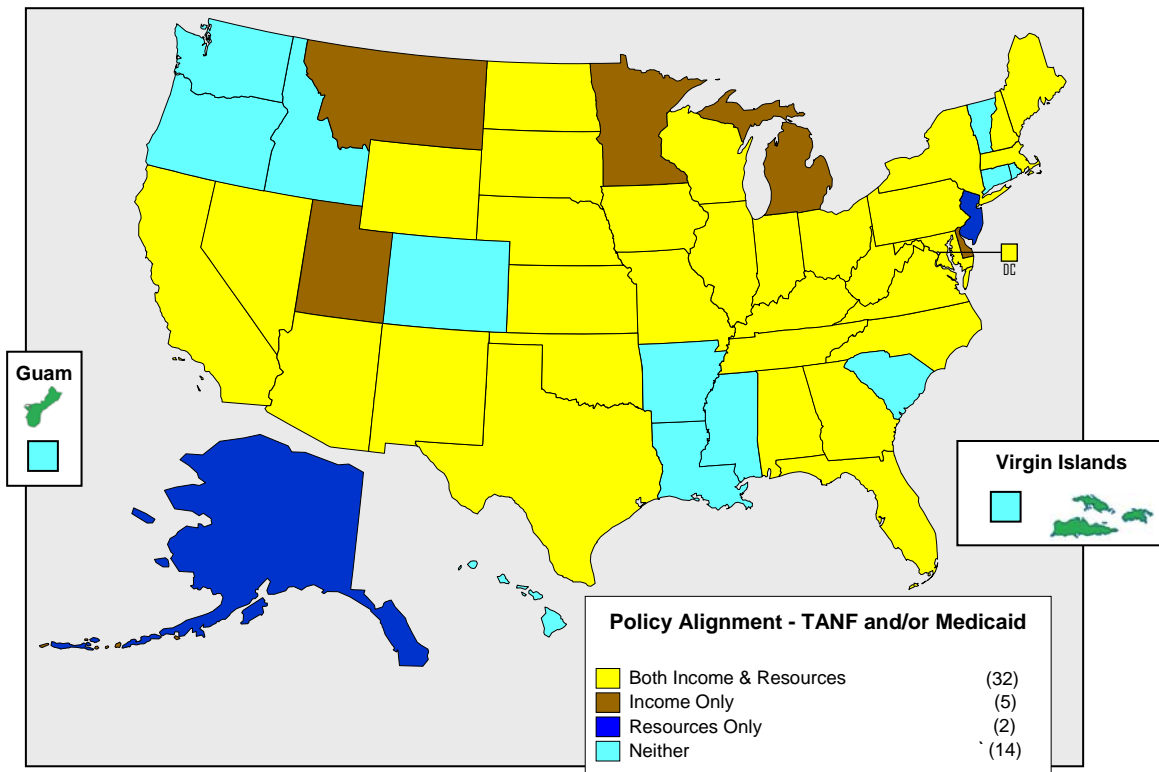 Guam
DC
Virgin Islands
Policy Alignment - TANF and/or Medicaid
Both Income & Resources (32)
Income Only (5)
Resources Only (2)
Neither ` (14)